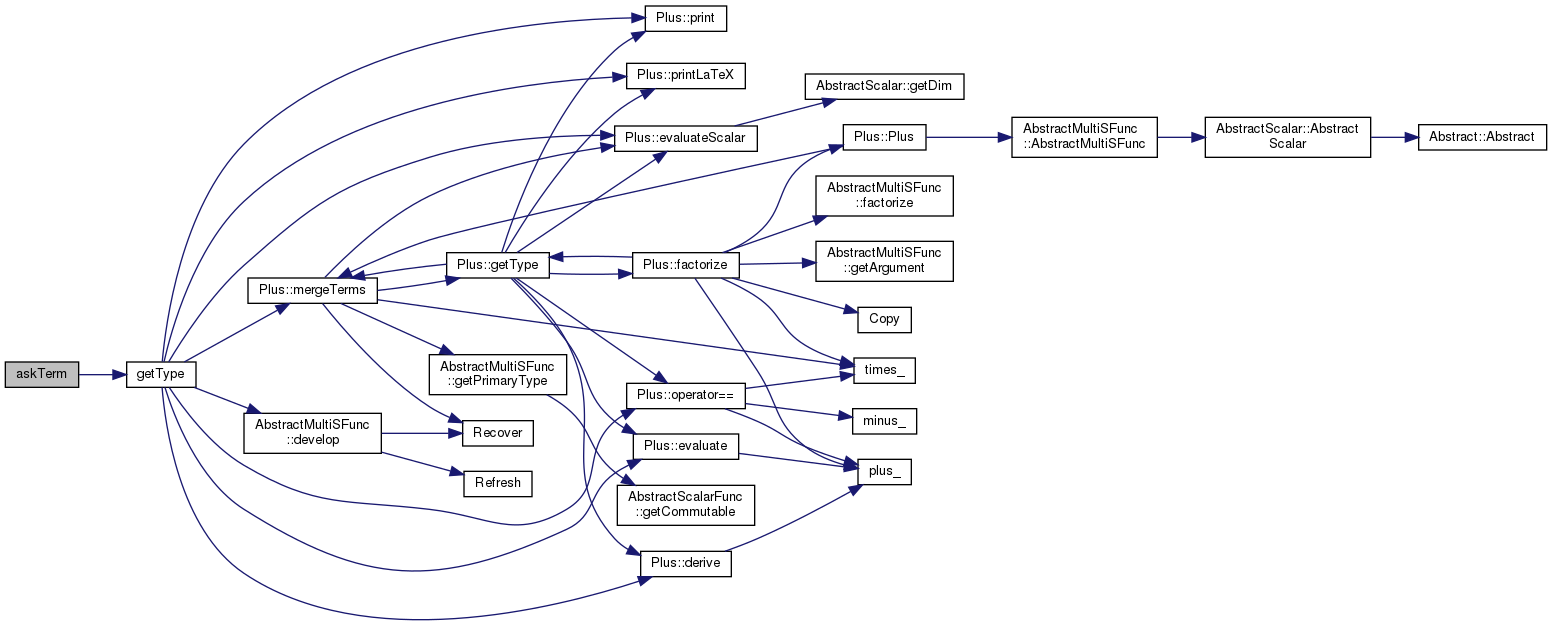 askTerm
getType
Plus::mergeTerms
AbstractMultiSFunc
::develop
Plus::getType
AbstractMultiSFunc
::getPrimaryType
Recover
Refresh
Plus::print
Plus::printLaTeX
Plus::evaluateScalar
Plus::factorize
Plus::operator==
Plus::evaluate
AbstractScalarFunc
::getCommutable
Plus::derive
AbstractScalar::getDim
Plus::Plus
AbstractMultiSFunc
::factorize
AbstractMultiSFunc
::getArgument
Copy
times_
minus_
plus_
AbstractMultiSFunc
::AbstractMultiSFunc
AbstractScalar::Abstract
Scalar
Abstract::Abstract